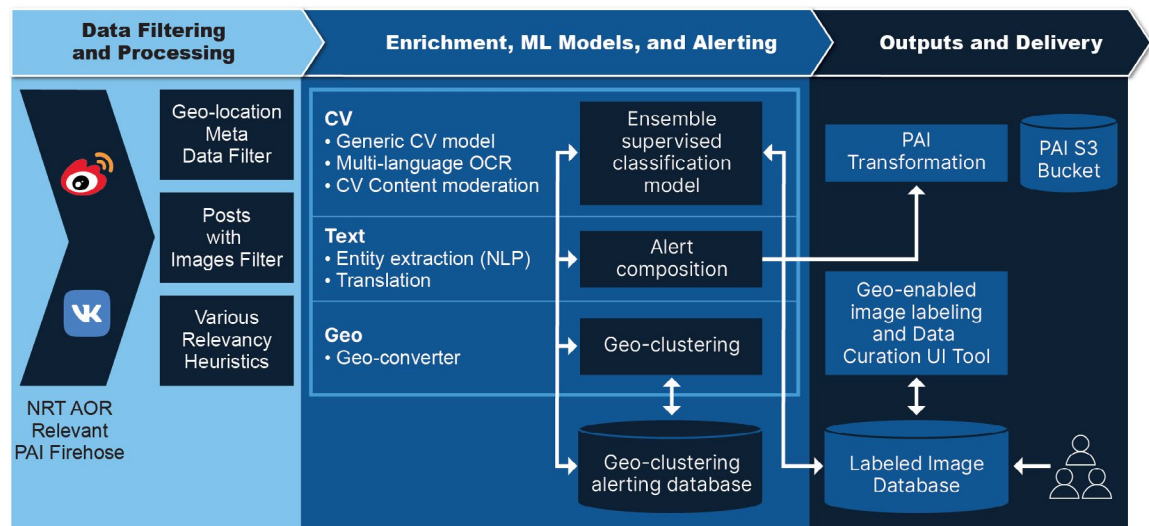 Data Filtering
and Processing
Enrichment, ML Models, and Alerting
Outputs and Delivery
NRT AOR
Relevant
PAI Firehose
Geo-location
Meta
Data Filter
Posts
with
Images Filter
Various
Relevancy
Heuristics
CV
• Generic CV model
• Multi-language OCR
• CV Content moderation
Text
• Entity extraction (NLP)
• Translation
Geo
• Geo-converter
Ensemble
supervised
classification
model
Alert
composition
Geo-clustering
Geo-clustering
alerting database
PAI
Transformation
PAI S3
Bucket
Geo-enabled
image labeling
and Data
Curation UI Tool
Labeled Image
Database